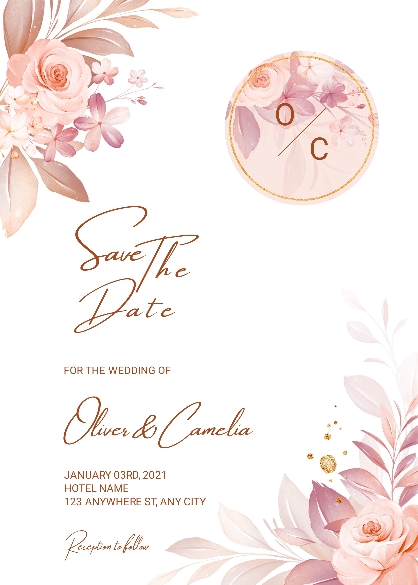 O
C
Save The
Date
FOR THE WEDDING OF
Oliver & Camelia
JANUARY 03RD, 2021
HOTEL NAME
123 ANYWHERE ST, ANY CITY
Reception to follow